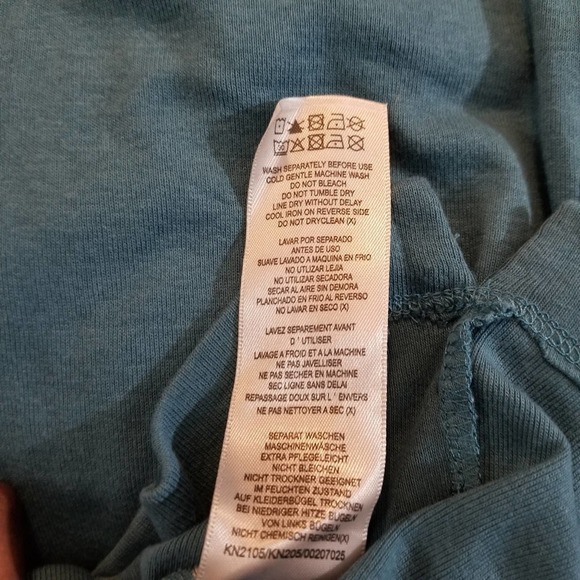 WASH SEPARATELY BEFORE USE
COLD GENTLE MACHINE WASH
DO NOT BLEACH
DO NOT TUMBLE DRY
LINE DRY WITHOUT DELAY
COOL IRON ON REVERSE SIDE
DO NOT DRYCLEAN (X)
LAVAR POR SEPARADO
ANTES DE USO
SUAVE LAVADO A MAQUINA EN FRIO
NO UTILIZAR LEJIA
NO UTILIZAR SECADORA
SECAR AL AIRE SIN DEMORA
PLANCHADO EN FRIO AL REVERSO
NO LAVAR EN SECO (X)
LAVEZ SEPAREMENT AVANT
D ' UTILISER
LAVAGE A FROID ET A LA MACHINE
NE PAS JAVELLISER
NE PAS SECHER EN MACHINE
SEC LIGNE SANS DELAI
REPASSAGE DOUX SUR L ' ENVERS
NE PAS NETTOYER A SEC (X)
SEPARAT WASCHEN
MASCHINENWÄSCHE
EXTRA PFLEGELEICHT
NICHT BLEICHEN
NICHT TROCKNER GEEIGNET
IM FEUCHTEN ZUSTAND
AUF KLEIDERBÜGEL TROCKNEN
BEI NIEDRIGER HITZE BÜGELN
VON LINKS BÜGELN
NICHT CHEMISCH REINIGEN(X)
KN2105/KN205/00207025